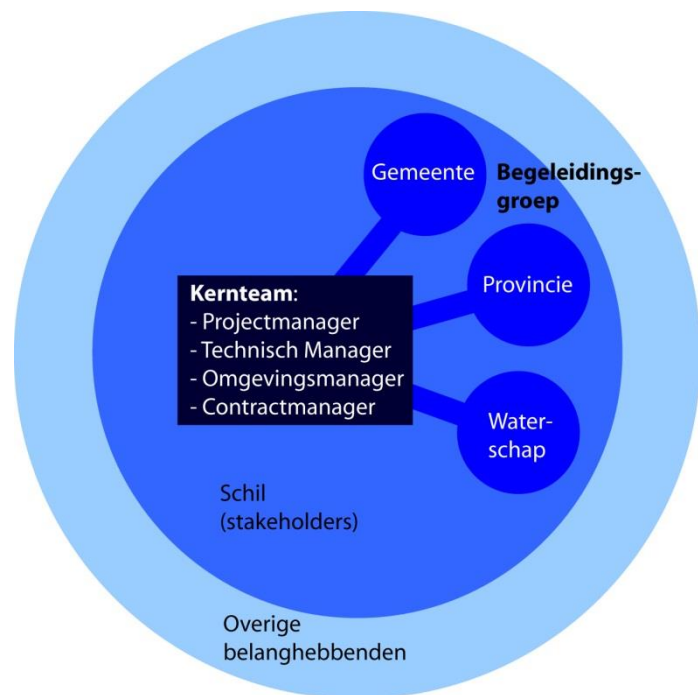 Gemeente
Begeleidings-
groep
Provincie
Kernteam:
- Projectmanager
- Technisch Manager
- Omgevingsmanager
- Contractmanager
Water-
schap
Schil
(stakeholders)
Overige
belanghebbenden